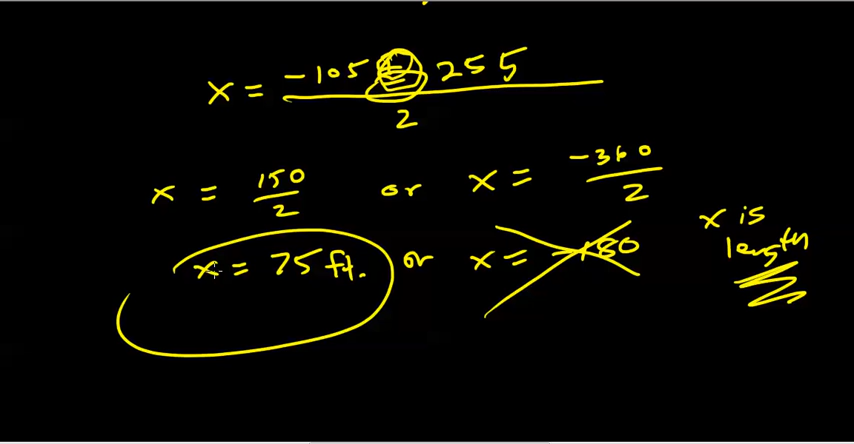 x = -105 ± 255 / 2
x = 150/2 or x = -360/2
x = 75 ft. or x = -180
x is
length